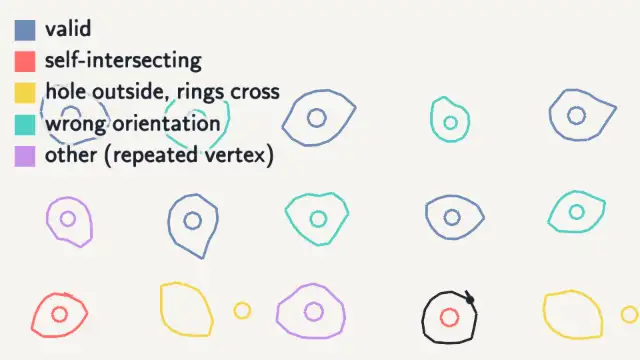 valid
self-intersecting
hole outside, rings cross
wrong orientation
other (repeated vertex)